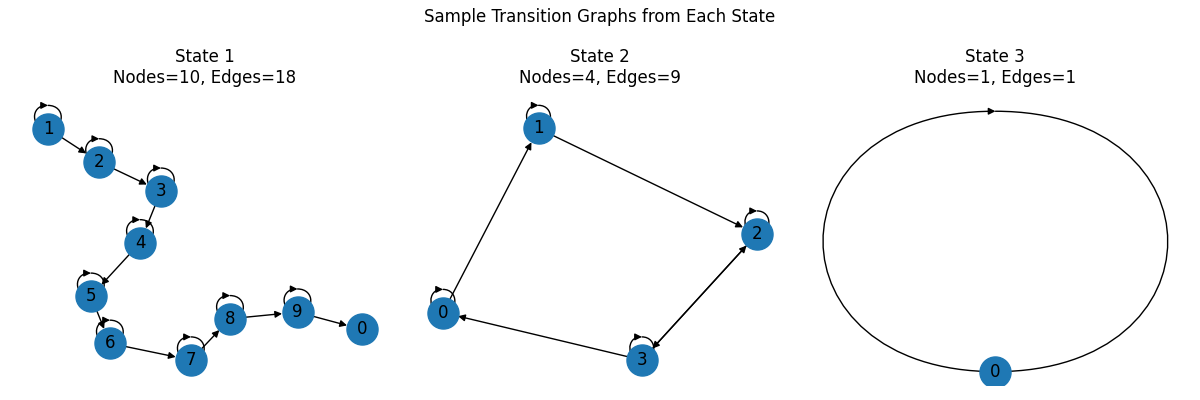 Sample Transition Graphs from Each State
State 1
Nodes=10, Edges=18
1
2
3
4
5
6
7
8
9
0
State 2
Nodes=4, Edges=9
1
2
0
3
State 3
Nodes=1, Edges=1
0